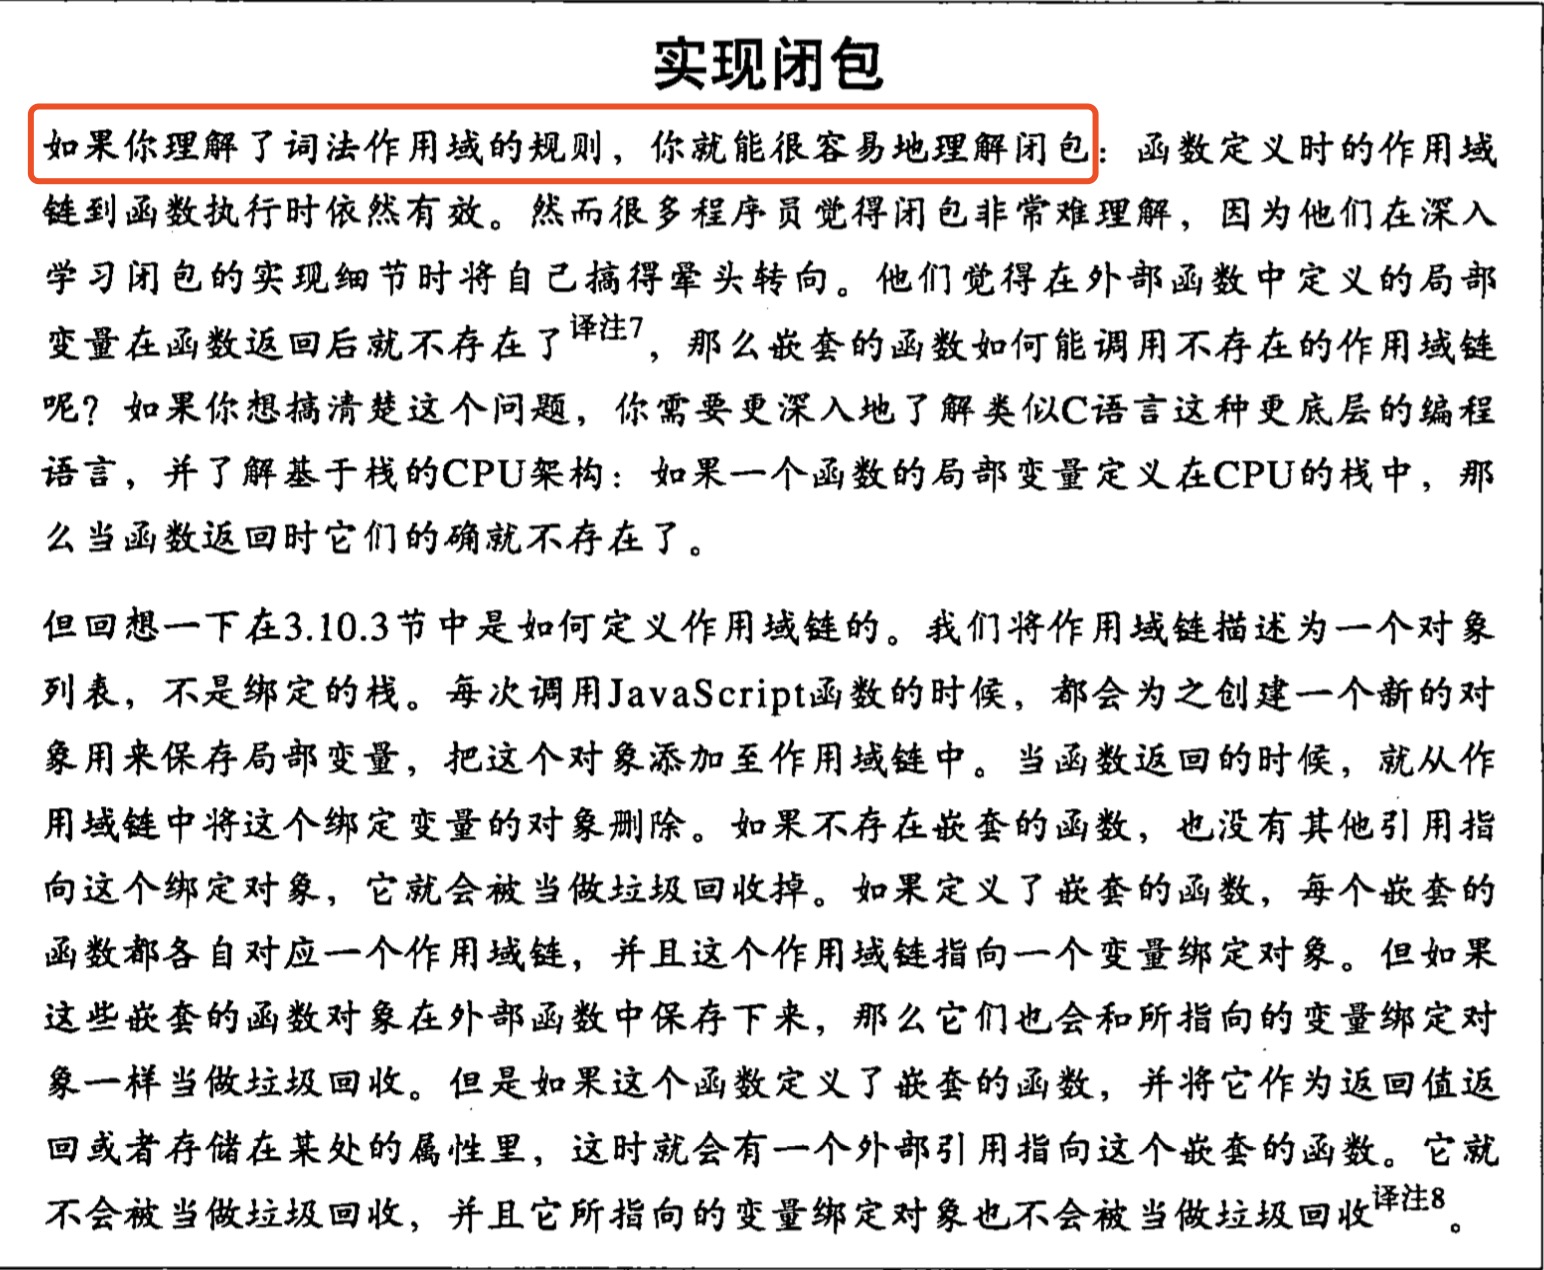 实现闭包
如果你理解了词法作用域的规则，你就能很容易地理解闭包：函数定义时的作用域
链到函数执行时依然有效。然而很多程序员觉得闭包非常难理解，因为他们在深入
学习闭包的实现细节时将自己搞得晕头转向。他们觉得在外部函数中定义的局部
变量在函数返回后就不存在了译注7，那么嵌套的函数如何能调用不存在的作用域链
呢？如果你想搞清楚这个问题，你需要更深入地了解类似C语言这种更底层的编程
语言，并了解基于栈的CPU架构：如果一个函数的局部变量定义在CPU的栈中，那
么当函数返回时它们的确就不存在了。
但回想一下在3.10.3节中是如何定义作用域链的。我们将作用域链描述为一个对象
列表，不是绑定的栈。每次调用JavaScript函数的时候，都会为之创建一个新的对
象用来保存局部变量，把这个对象添加至作用域链中。当函数返回的时候，就从作
用域链中将这个绑定变量的对象删除。如果不存在嵌套的函数，也没有其他引用指
向这个绑定对象，它就会被当做垃圾回收掉。如果定义了嵌套的函数，每个嵌套的
函数都各自对应一个作用域链，并且这个作用域链指向一个变量绑定对象。但如果
这些嵌套的函数对象在外部函数中保存下来，那么它们也会和所指向的变量绑定对
象一样当做垃圾回收。但是如果这个函数定义了嵌套的函数，并将它作为返回值返
回或者存储在某处的属性里，这时就会有一个外部引用指向这个嵌套的函数。它就
不会被当做垃圾回收，并且它所指向的变量绑定对象也不会被当做垃圾回收译注8。